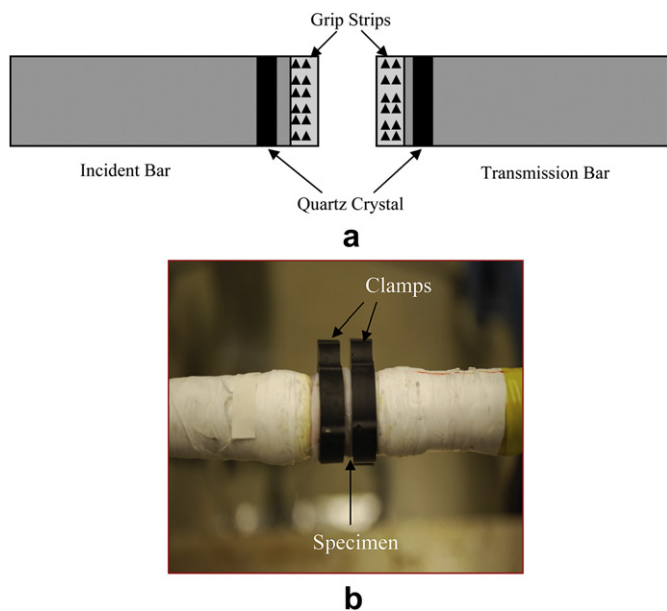 Grip Strips
Incident Bar
Transmission Bar
Quartz Crystal
a
Clamps
Specimen
b